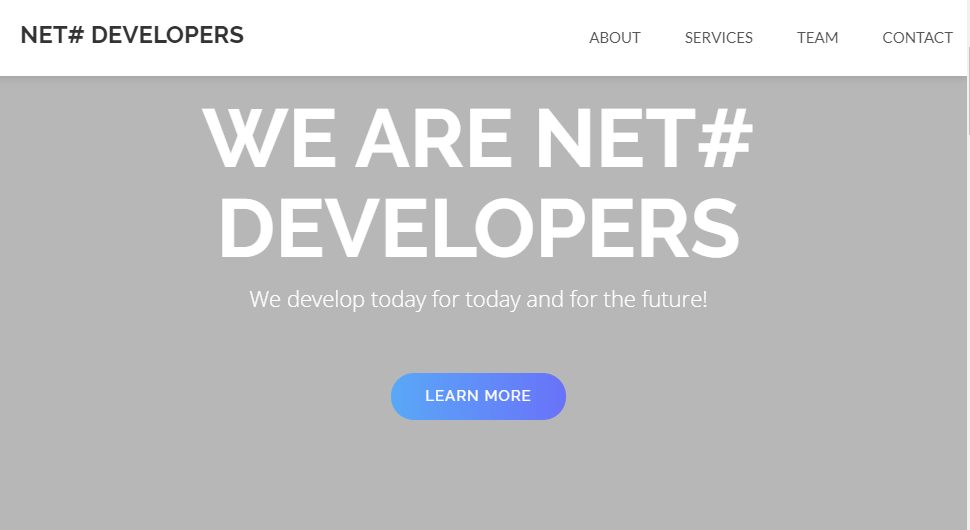 NET# DEVELOPERS
ABOUT SERVICES TEAM CONTACT
WE ARE NET#
DEVELOPERS
We develop today for today and for the future!
LEARN MORE